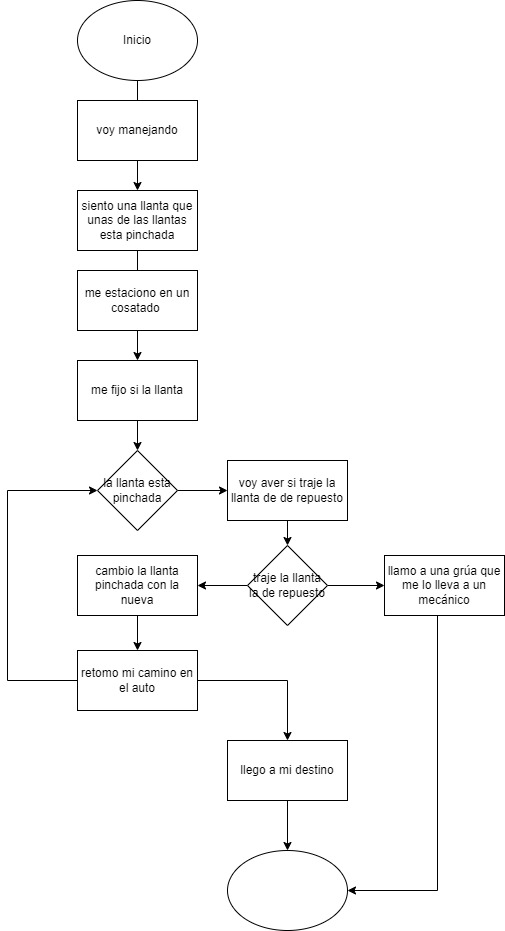 Inicio
voy manejando
siento una llanta que
unas de las llantas
esta pinchada
me estaciono en un
cosatado
me fijo si la llanta
la llanta esta
pinchada
voy aver si traje la
llanta de de repuesto
cambio la llanta
pinchada con la
nueva
traje la llanta
la de repuesto
llamo a una grúa que
me lo lleva a un
mecánico
retomo mi camino en
el auto
llego a mi destino